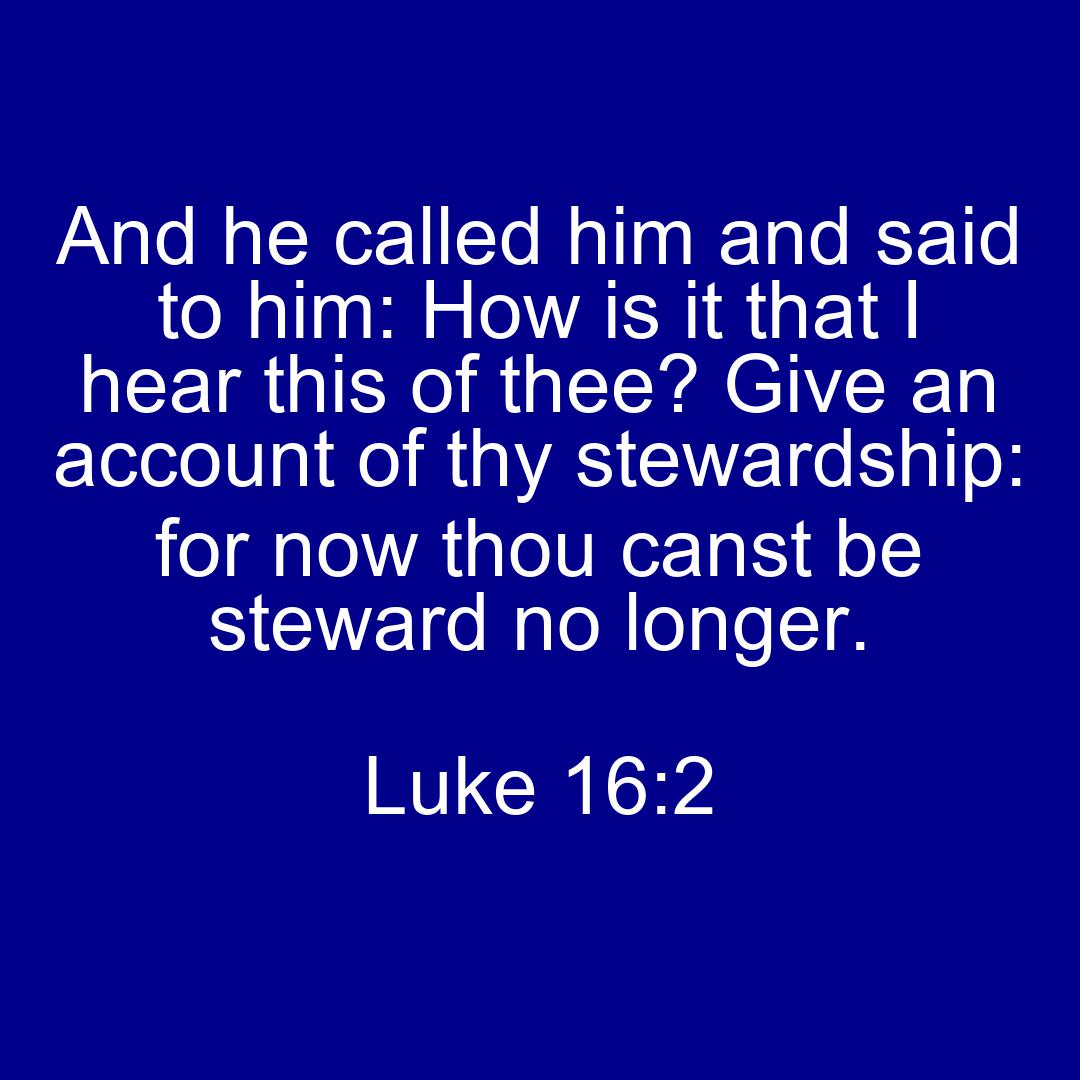 And he called him and said
to him: How is it that I
hear this of thee? Give an
account of thy stewardship:
for now thou canst be
steward no longer.
Luke 16:2